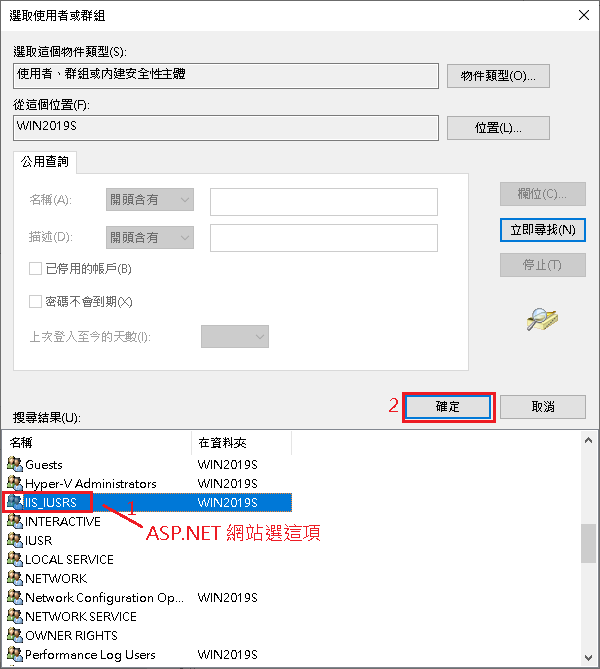 選取使用者或群組
選取這個物件類型(S):
使用者、群組或內建安全性主體
物件類型(O)...
從這個位置(F):
WIN2019S
位置(L)...
公用查詢
名稱(A):
開頭含有
欄位(C)...
描述(D):
開頭含有
立即尋找(N)
已停用的帳戶(B)
停止(T)
密碼不會到期(X)
上次登入至今的天數(I):
2
確定
取消
搜尋結果(U):
名稱 在資料夾
Guests WIN2019S
Hyper-V Administrators WIN2019S
IIS_IUSRS WIN2019S
1
INTERACTIVE
ASP.NET 網站選這項
IUSR
LOCAL SERVICE
NETWORK
Network Configuration Op... WIN2019S
NETWORK SERVICE
OWNER RIGHTS
Performance Log Users WIN2019S